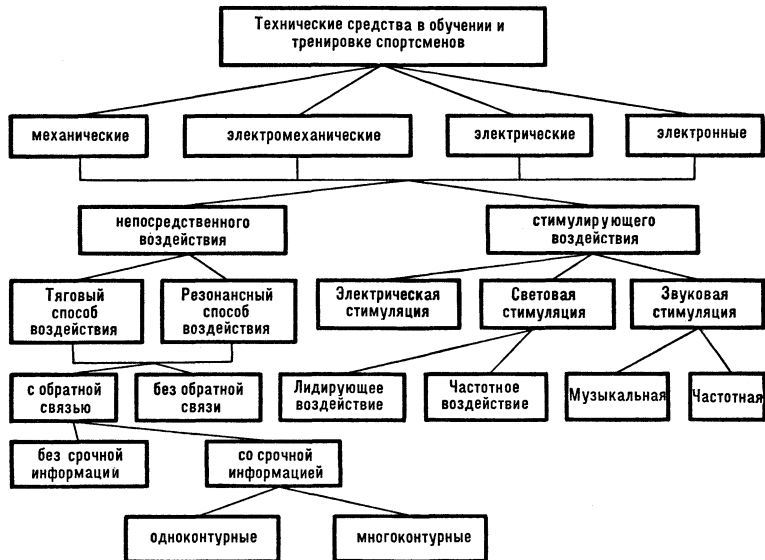 Технические средства в обучении и
тренировке спортсменов
механические
электромеханические
электрические
электронные
непосредственного
воздействия
стимулирующего
воздействия
Тяговый
способ
воздействия
Резонансный
способ
воздействия
Электрическая
стимуляция
Световая
стимуляция
Звуковая
стимуляция
с обратной
связью
без обратной
связи
Лидирующее
воздействие
Частотное
воздействие
Музыкальная
Частотная
без срочной
информации
со срочной
информацией
одноконтурные
многоконтурные